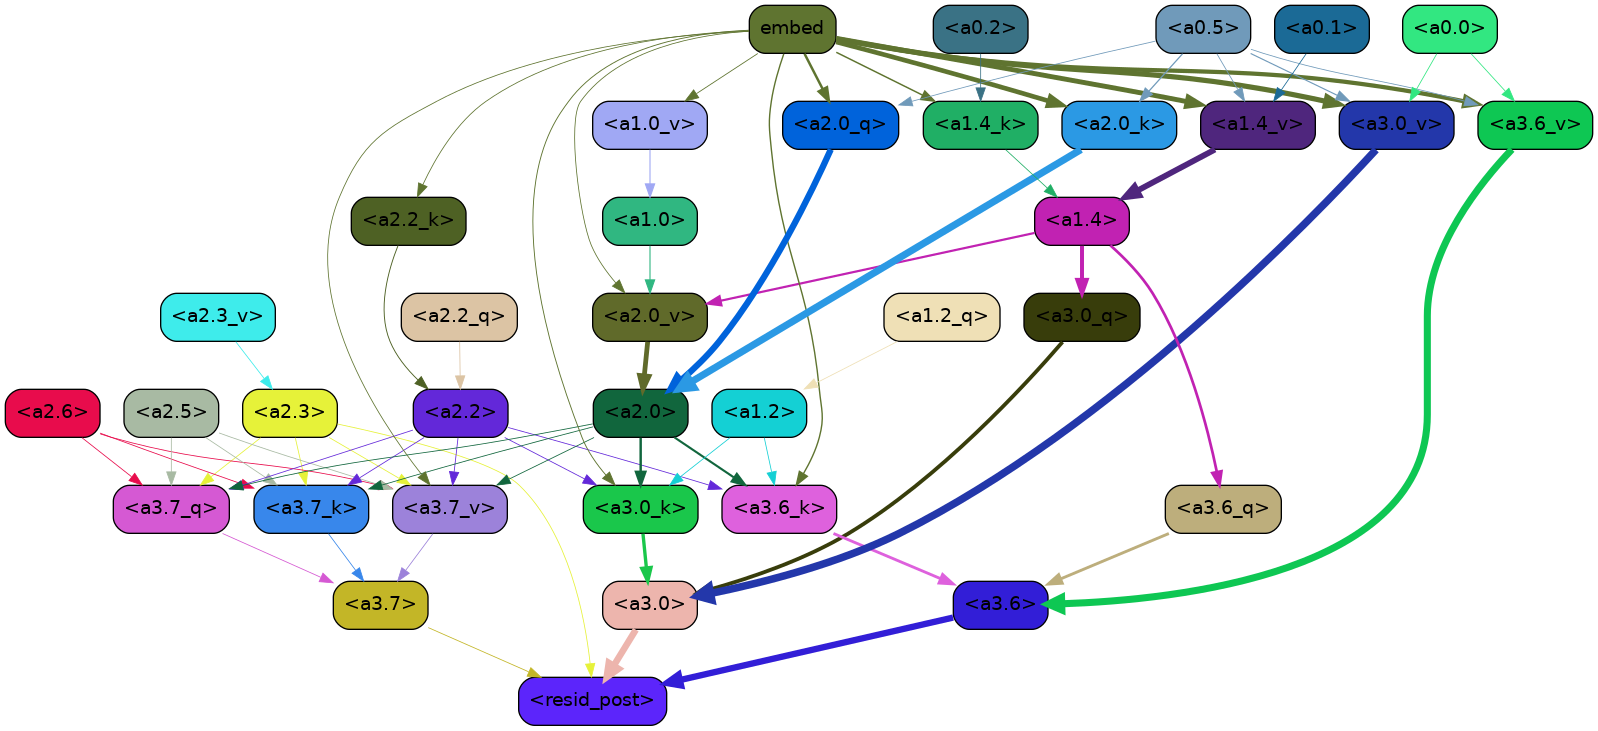 embed <a0.2> <a0.5> <a0.1> <a0.0>
<a1.0_v> <a2.0_q> <a1.4_k> <a2.0_k> <a1.4_v> <a3.0_v> <a3.6_v>
<a2.2_k> <a1.0> <a1.4>
<a2.3_v> <a2.2_q> <a2.0_v> <a1.2_q> <a3.0_q>
<a2.6> <a2.5> <a2.3> <a2.2> <a2.0> <a1.2>
<a3.7_q> <a3.7_k> <a3.7_v> <a3.0_k> <a3.6_k> <a3.6_q>
<a3.7> <a3.0> <a3.6>
<resid_post>